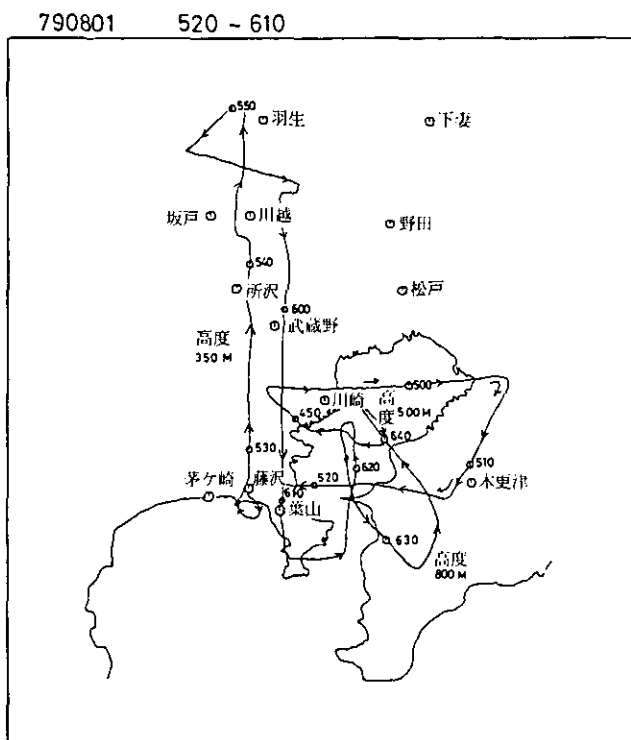 790801 520 ~ 610
550
羽生
下妻
坂戸
川越
野田
540
所沢
松戸
600
武蔵野
高度
350 M
500
川崎
高度
500 M
450
640
530
510
620
520
茅ケ崎
藤沢
木更津
610
葉山
630
高度
800 M